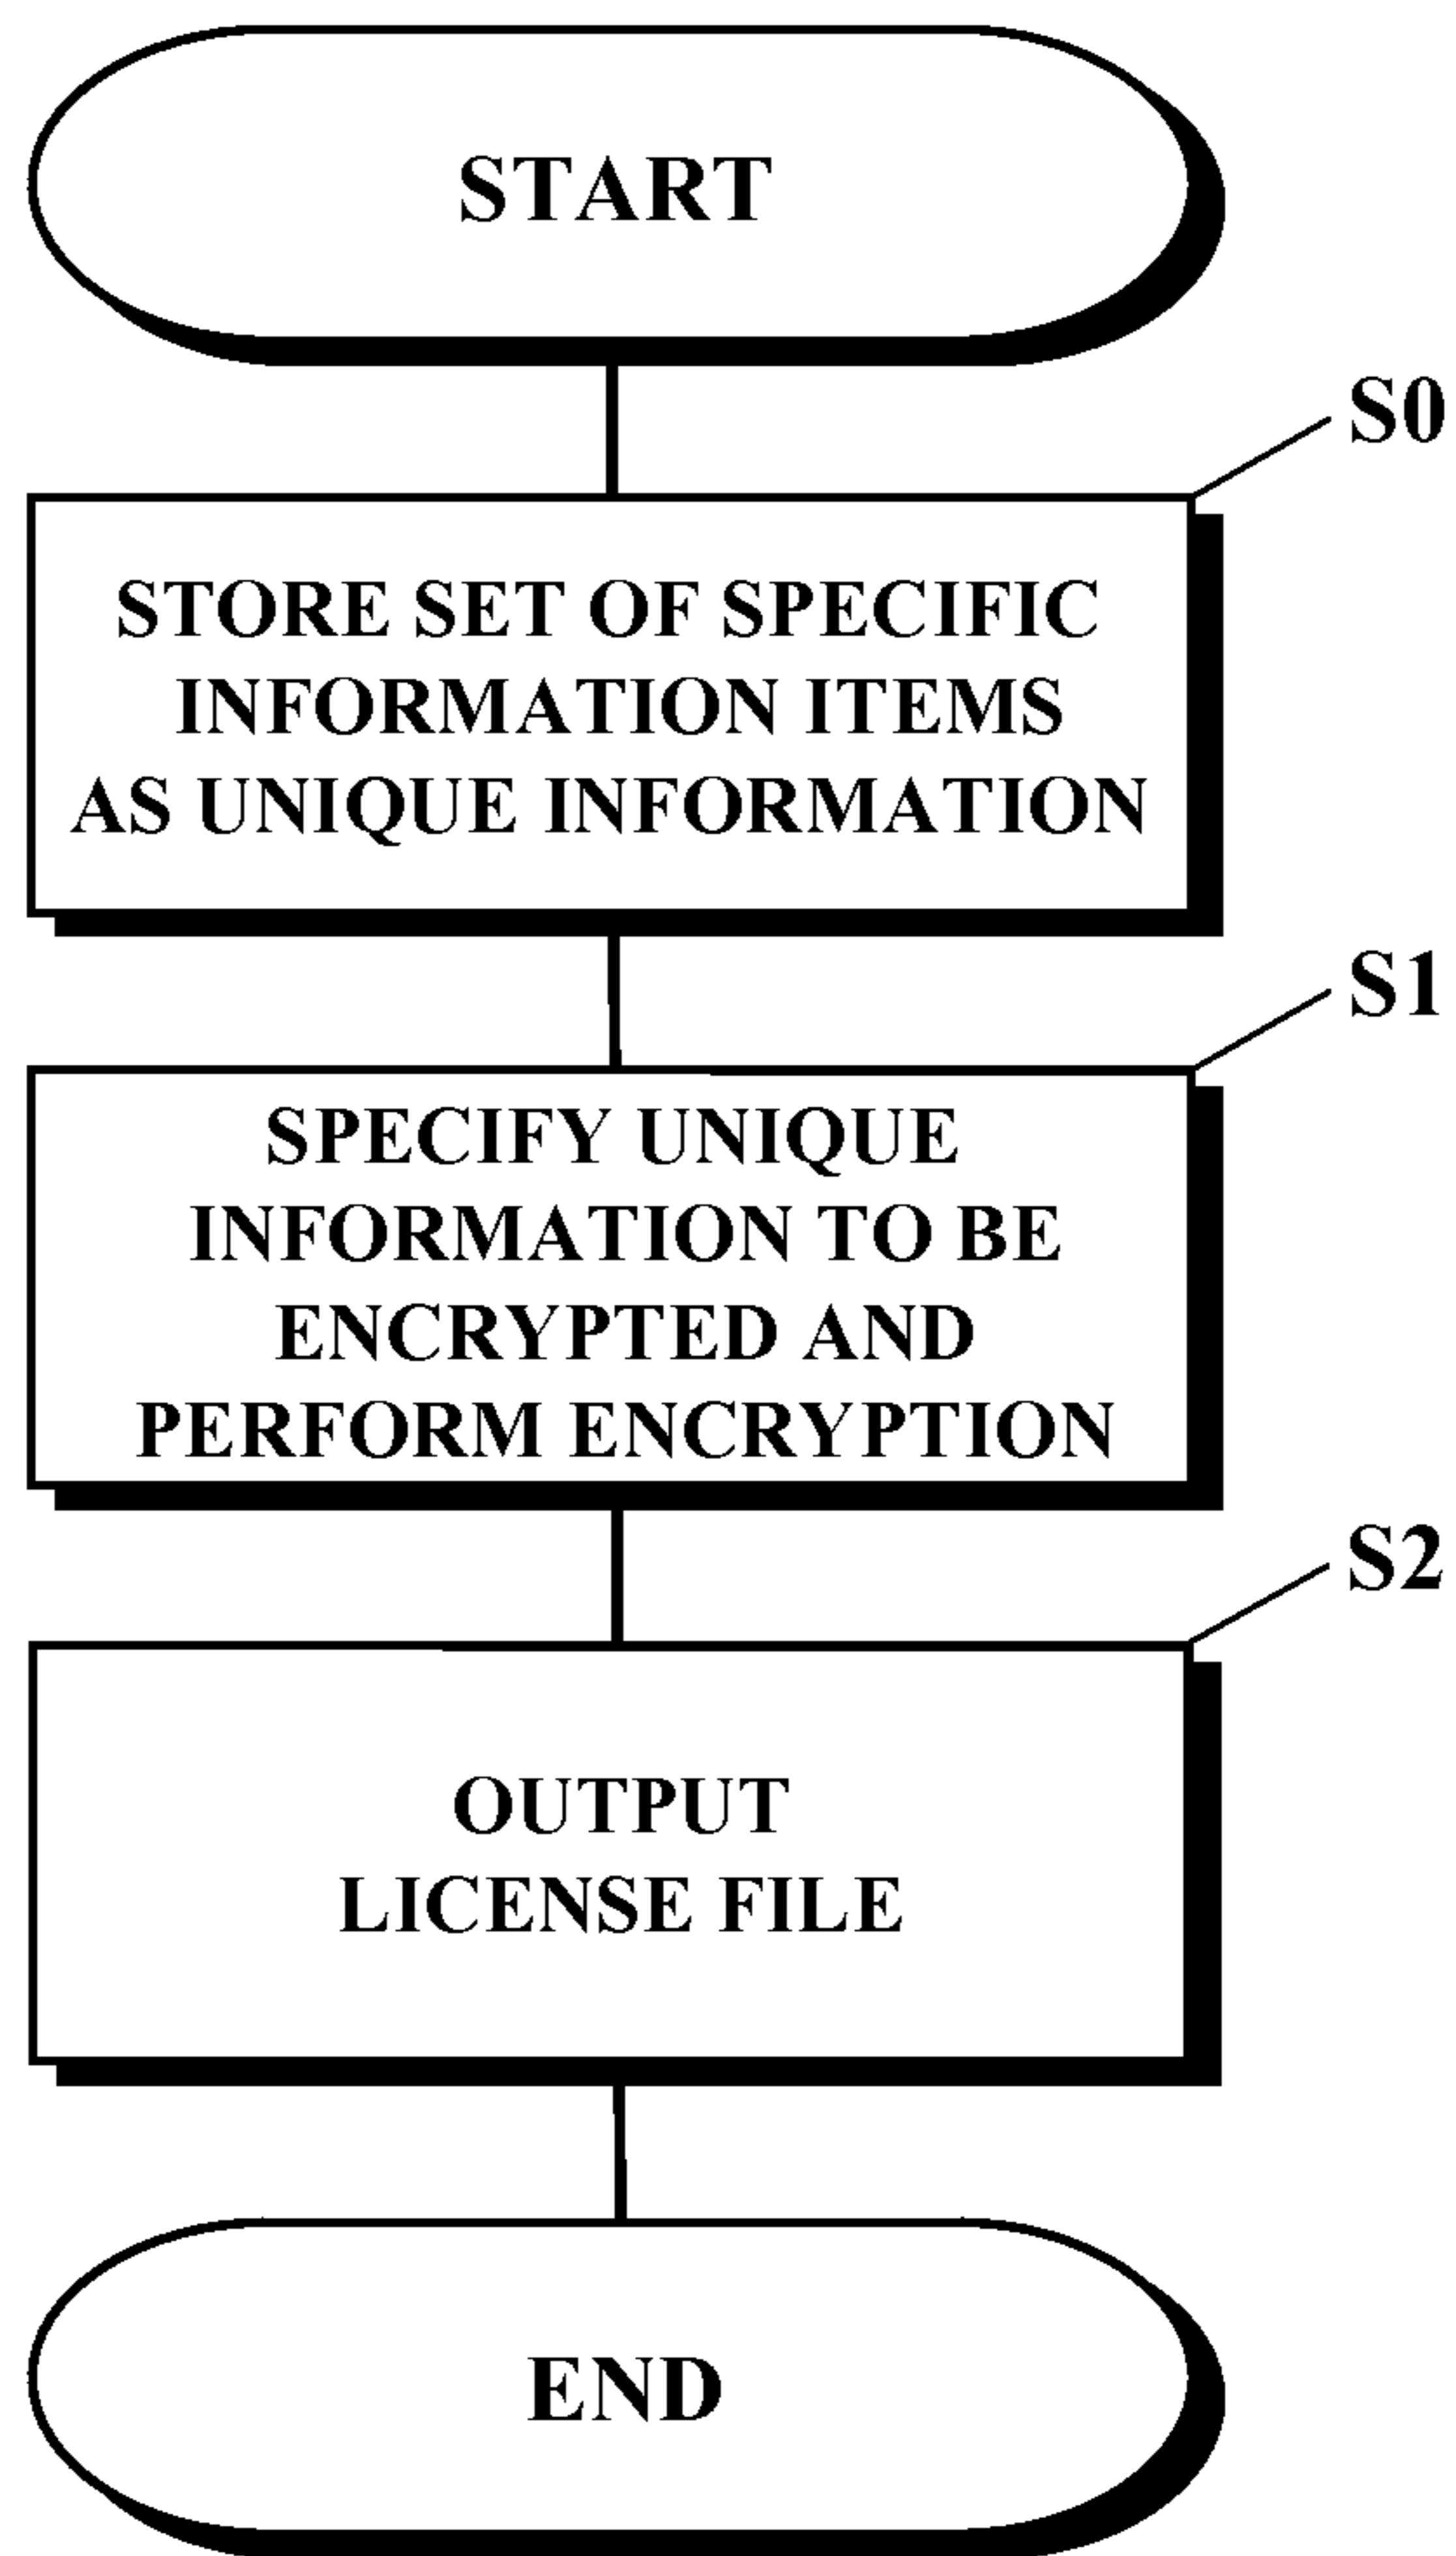 START
S0
STORE SET OF SPECIFIC
INFORMATION ITEMS
AS UNIQUE INFORMATION
S1
SPECIFY UNIQUE
INFORMATION TO BE
ENCRYPTED AND
PERFORM ENCRYPTION
S2
OUTPUT
LICENSE FILE
END